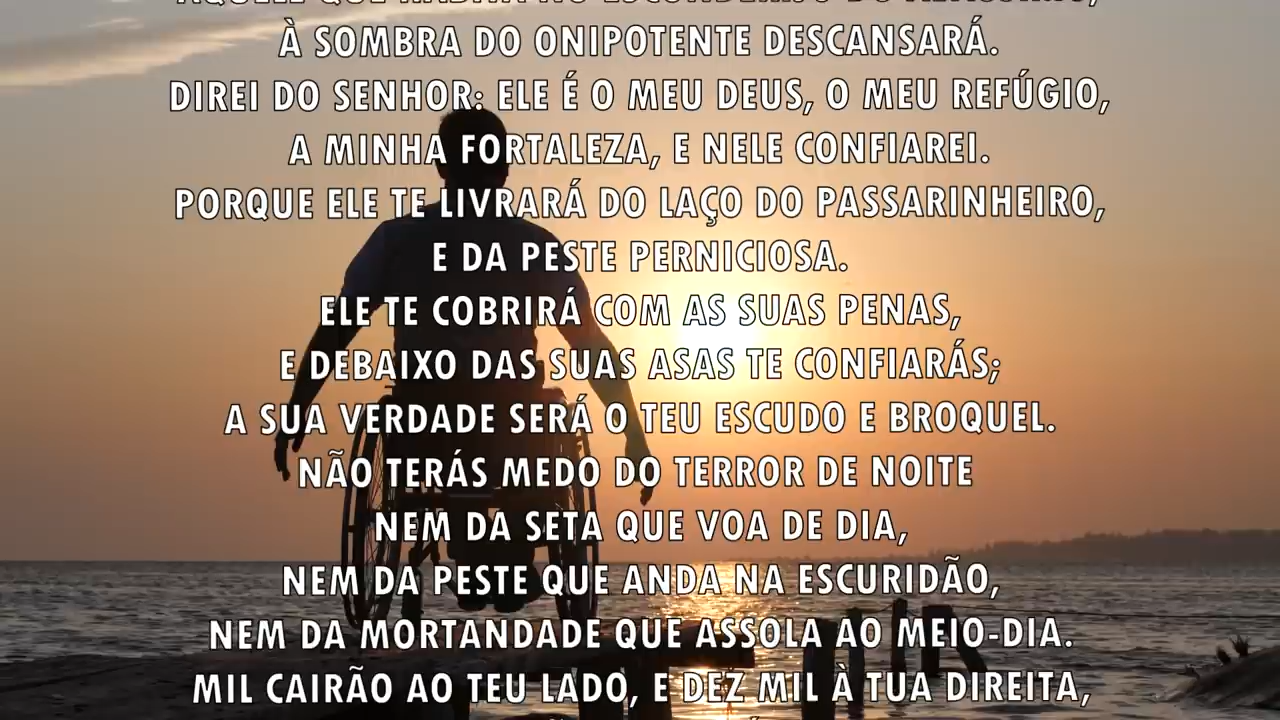 À SOMBRA DO ONIPOTENTE DESCANSARÁ.
DIREI DO SENHOR: ELE É O MEU DEUS, O MEU REFÚGIO,
A MINHA FORTALEZA, E NELE CONFIAREI.
PORQUE ELE TE LIVRARÁ DO LAÇO DO PASSARINHEIRO,
E DA PESTE PERNICIOSA.
ELE TE COBRIRÁ COM AS SUAS PENAS,
E DEBAIXO DAS SUAS ASAS TE CONFIARÁS;
A SUA VERDADE SERÁ O TEU ESCUDO E BROQUEL.
NÃO TERÁS MEDO DO TERROR DE NOITE
NEM DA SETA QUE VOA DE DIA,
NEM DA PESTE QUE ANDA NA ESCURIDÃO,
NEM DA MORTANDADE QUE ASSOLA AO MEIO-DIA.
MIL CAIRÃO AO TEU LADO, E DEZ MIL À TUA DIREITA,